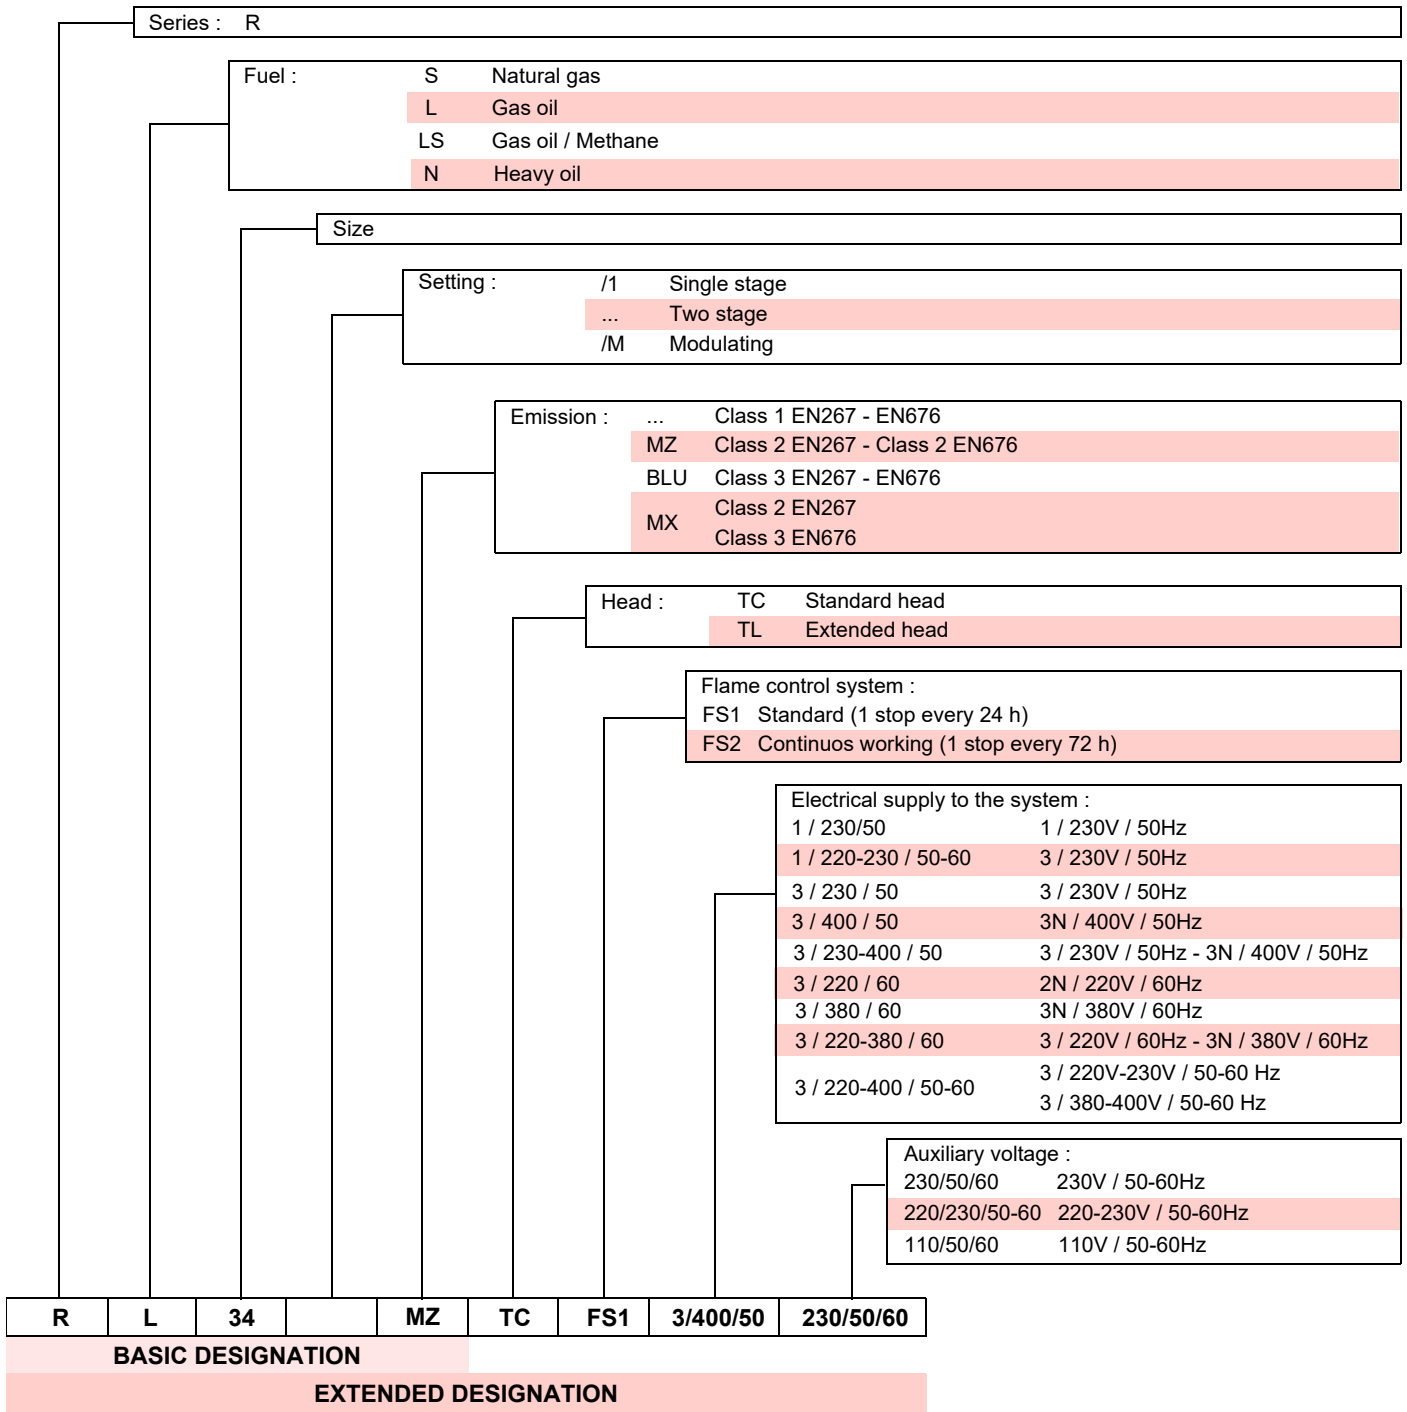 Series : R
Fuel : S Natural gas
L Gas oil
LS Gas oil / Methane
N Heavy oil
Size
Setting : /1 Single stage
... Two stage
/M Modulating
Emission : ... Class 1 EN267 - EN676
MZ Class 2 EN267 - Class 2 EN676
BLU Class 3 EN267 - EN676
MX Class 2 EN267
Class 3 EN676
Head : TC Standard head
TL Extended head
Flame control system :
FS1 Standard (1 stop every 24 h)
FS2 Continuos working (1 stop every 72 h)
Electrical supply to the system :
1 / 230/50 1 / 230V / 50Hz
1 / 220-230 / 50-60 3 / 230V / 50Hz
3 / 230 / 50 3 / 230V / 50Hz
3 / 400 / 50 3N / 400V / 50Hz
3 / 230-400 / 50 3 / 230V / 50Hz - 3N / 400V / 50Hz
3 / 220 / 60 2N / 220V / 60Hz
3 / 380 / 60 3N / 380V / 60Hz
3 / 220-380 / 60 3 / 220V / 60Hz - 3N / 380V / 60Hz
3 / 220-400 / 50-60 3 / 220V-230V / 50-60 Hz
3 / 380-400V / 50-60 Hz
Auxiliary voltage :
230/50/60 230V / 50-60Hz
220/230/50-60 220-230V / 50-60Hz
110/50/60 110V / 50-60Hz
R L 34 MZ TC FS1 3/400/50 230/50/60
BASIC DESIGNATION
EXTENDED DESIGNATION